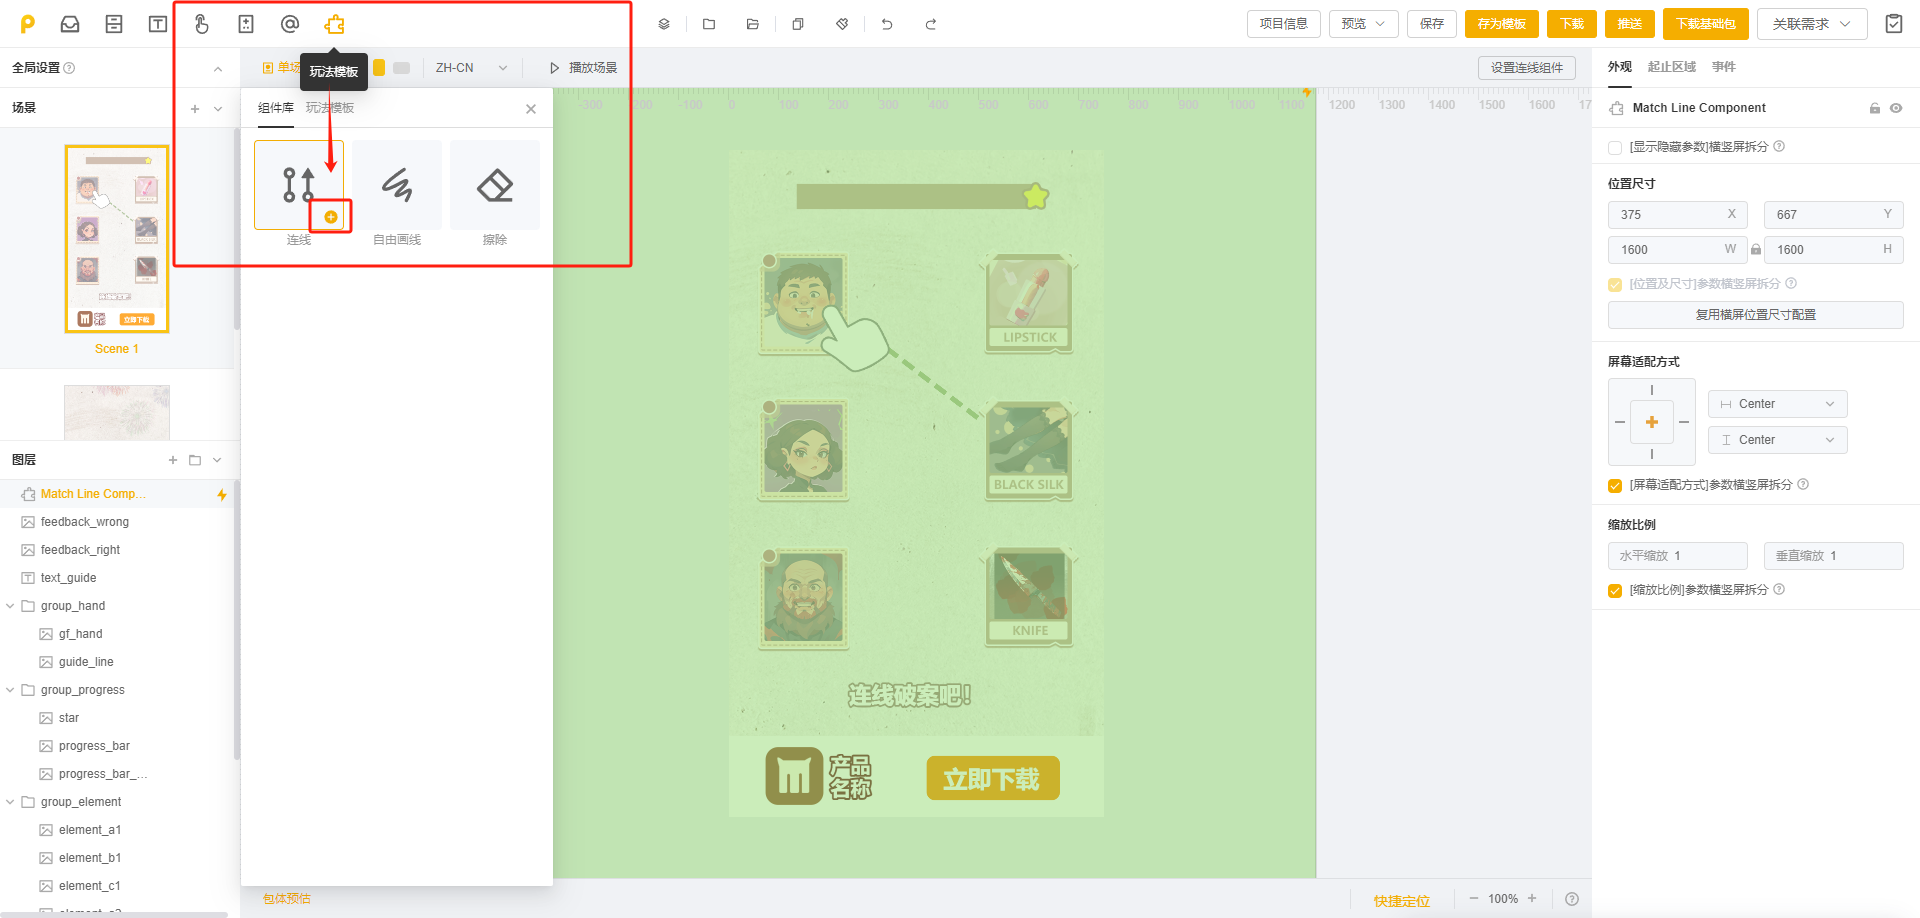 项目信息
预览
保存
存为模板
下载
推送
下载基础包
关联需求
全局设置
单场
玩法模板
ZH-CN
播放场景
设置连线组件
外观
起止区域
事件
场景
组件库
玩法模板
-300
-200
-100
0
100
200
300
400
500
600
700
800
900
1000
1100
1200
1300
1400
1500
1600
17
Match Line Component
[显示隐藏参数]横竖屏拆分
位置尺寸
375
X
667
Y
1600
W
1600
H
[位置及尺寸]参数横竖屏拆分
复用横屏位置尺寸配置
屏幕适配方式
Center
Center
[屏幕适配方式]参数横竖屏拆分
缩放比例
水平缩放 1
垂直缩放 1
[缩放比例]参数横竖屏拆分
连线
自由画线
擦除
立即下载
Scene 1
图层
Match Line Comp...
feedback_wrong
feedback_right
text_guide
group_hand
gf_hand
guide_line
group_progress
star
progress_bar
progress_bar_...
group_element
element_a1
element_b1
element_c1
LIPSTICK
BLACK SILK
KNIFE
连线破案吧!
产品
名称
立即下载
包体预估
快捷定位
100%